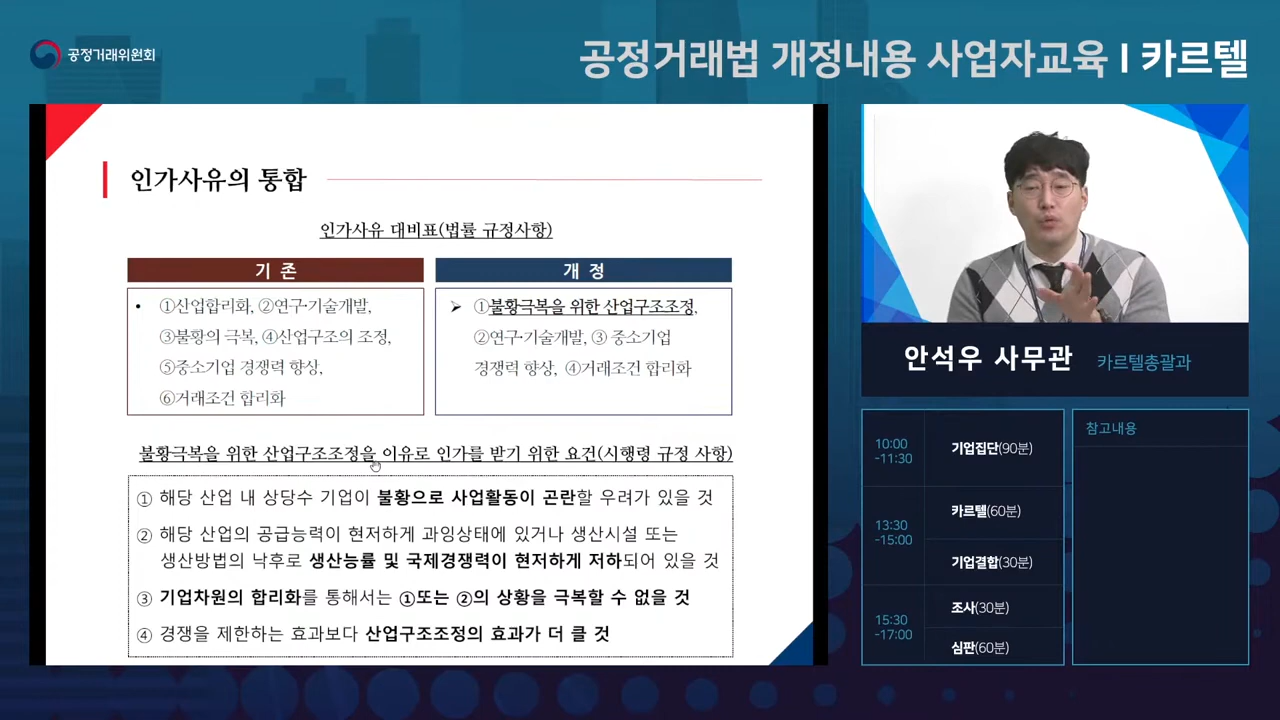 공정거래위원회
공정거래법 개정내용 사업자교육 I 카르텔
인가사유의 통합
인가사유 대비표(법률 규정사항)
기 존
• ①산업합리화, ②연구·기술개발,
③불황의 극복, ④산업구조의 조정,
⑤중소기업 경쟁력 향상,
⑥거래조건 합리화
개 정
➢ ①불황극복을 위한 산업구조조정,
②연구·기술개발, ③ 중소기업
경쟁력 향상, ④거래조건 합리화
불황극복을 위한 산업구조조정을 이유로 인가를 받기 위한 요건(시행령 규정 사항)
① 해당 산업 내 상당수 기업이 불황으로 사업활동이 곤란할 우려가 있을 것
② 해당 산업의 공급능력이 현저하게 과잉상태에 있거나 생산시설 또는
생산방법의 낙후로 생산능률 및 국제경쟁력이 현저하게 저하되어 있을 것
③ 기업차원의 합리화를 통해서는 ①또는 ②의 상황을 극복할 수 없을 것
④ 경쟁을 제한하는 효과보다 산업구조조정의 효과가 더 클 것
안석우 사무관 카르텔총괄과
10:00
-11:30
기업집단(90분)
13:30
-15:00
카르텔(60분)
기업결합(30분)
15:30
-17:00
조사(30분)
심판(60분)
참고내용